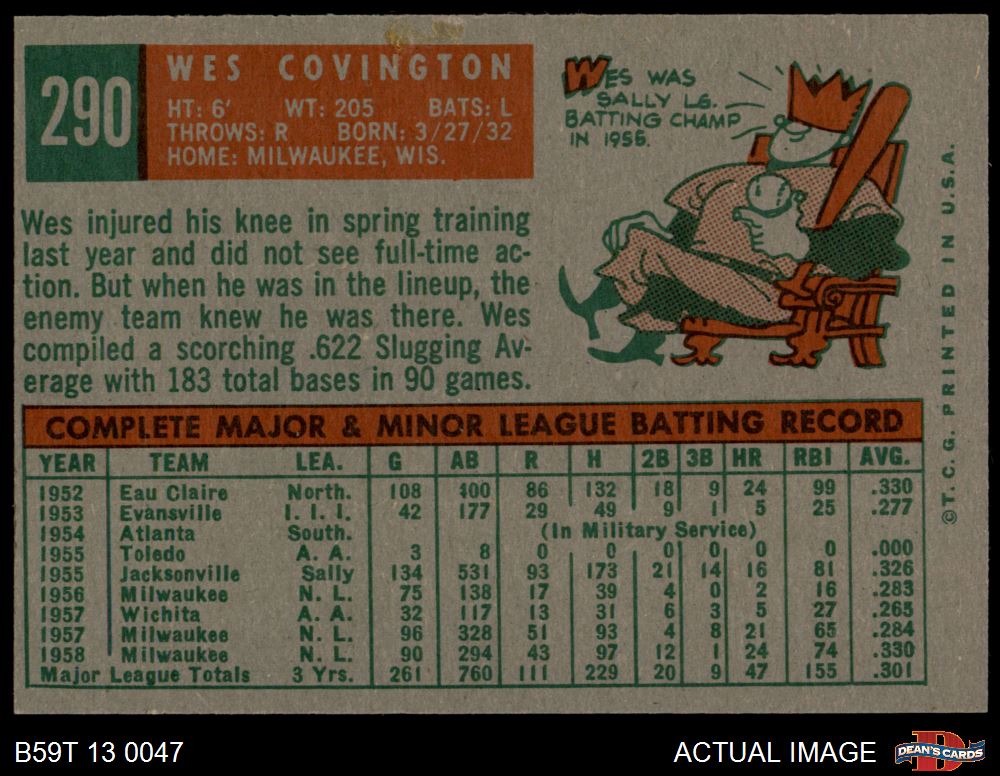 290
WES COVINGTON
HT: 6' WT: 205 BATS: L
THROWS: R BORN: 3/27/32
HOME: MILWAUKEE, WIS.
WES WAS
SALLY LG.
BATTING CHAMP
IN 1955.
Wes injured his knee in spring training
last year and did not see full-time ac-
tion. But when he was in the lineup, the
enemy team knew he was there. Wes
compiled a scorching .622 Slugging Av-
erage with 183 total bases in 90 games.
COMPLETE MAJOR & MINOR LEAGUE BATTING RECORD
YEAR TEAM LEA. G AB R H 2B 3B HR RBI AVG.
1952 Eau Claire North. 108 400 86 132 18 9 24 99 .330
1953 Evansville I. I. I. 42 177 29 49 9 1 5 25 .277
1954 Atlanta South. (In Military Service)
1955 Toledo A. A. 3 8 0 0 0 0 0 0 .000
1955 Jacksonville Sally 134 531 93 173 21 14 16 81 .326
1956 Milwaukee N. L. 75 138 17 39 4 0 2 16 .283
1957 Wichita A. A. 32 117 13 31 6 3 5 27 .265
1957 Milwaukee N. L. 96 328 51 93 4 8 21 65 .284
1958 Milwaukee N. L. 90 294 43 97 12 1 24 74 .330
Major League Totals 3 Yrs. 261 760 111 229 20 9 47 155 .301
©T. C. G. PRINTED IN U.S.A.
B59T 13 0047
ACTUAL IMAGE
D
DEAN'S CARDS